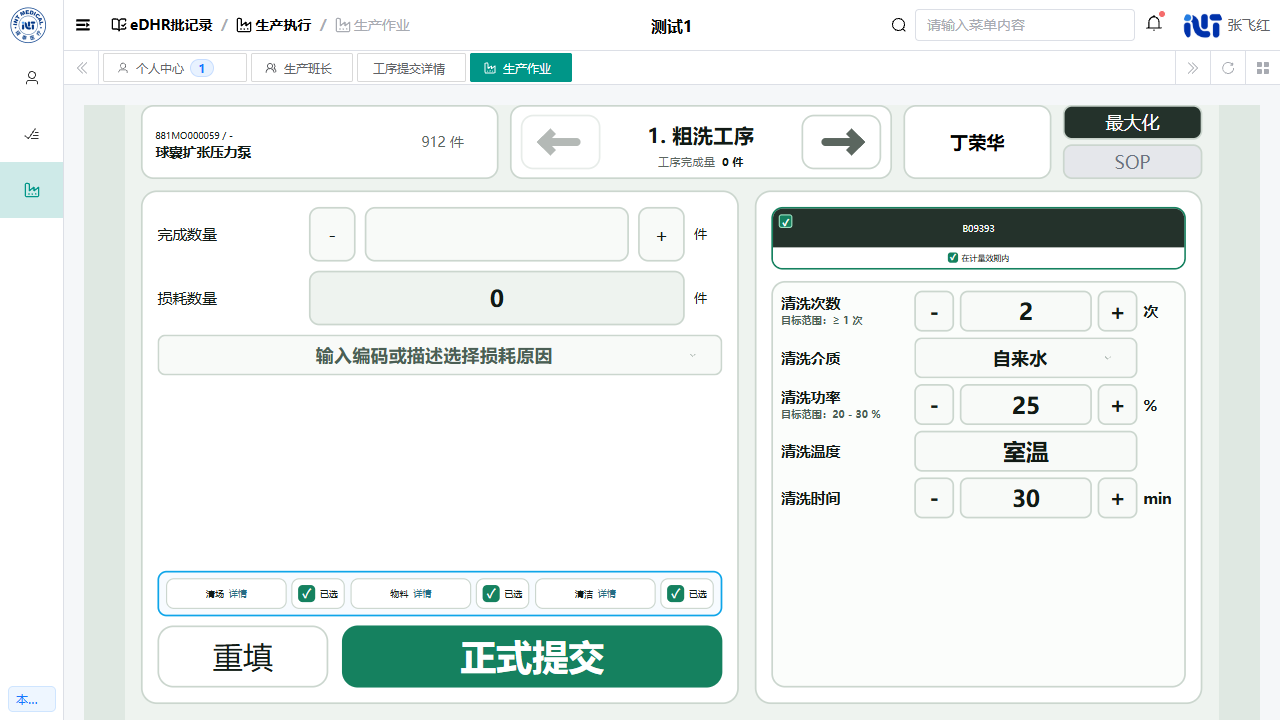 eDHR批记录 / 生产执行 / 生产作业
测试1
请输入菜单内容
INT 张飞红
个人中心 1
生产班长
工序提交详情
生产作业
881MO000059 / -
球囊扩张压力泵
912 件
1. 粗洗工序
工序完成量 0 件
丁荣华
最大化
SOP
完成数量
-
+
件
损耗数量
0
件
输入编码或描述选择损耗原因
清场 详情
已选
物料 详情
已选
清洁 详情
已选
重填
正式提交
B09393
在计量效期内
清洗次数
目标范围：≥ 1 次
-
2
+
次
清洗介质
自来水
清洗功率
目标范围：20 - 30 %
-
25
+
%
清洗温度
室温
清洗时间
-
30
+
min
本...